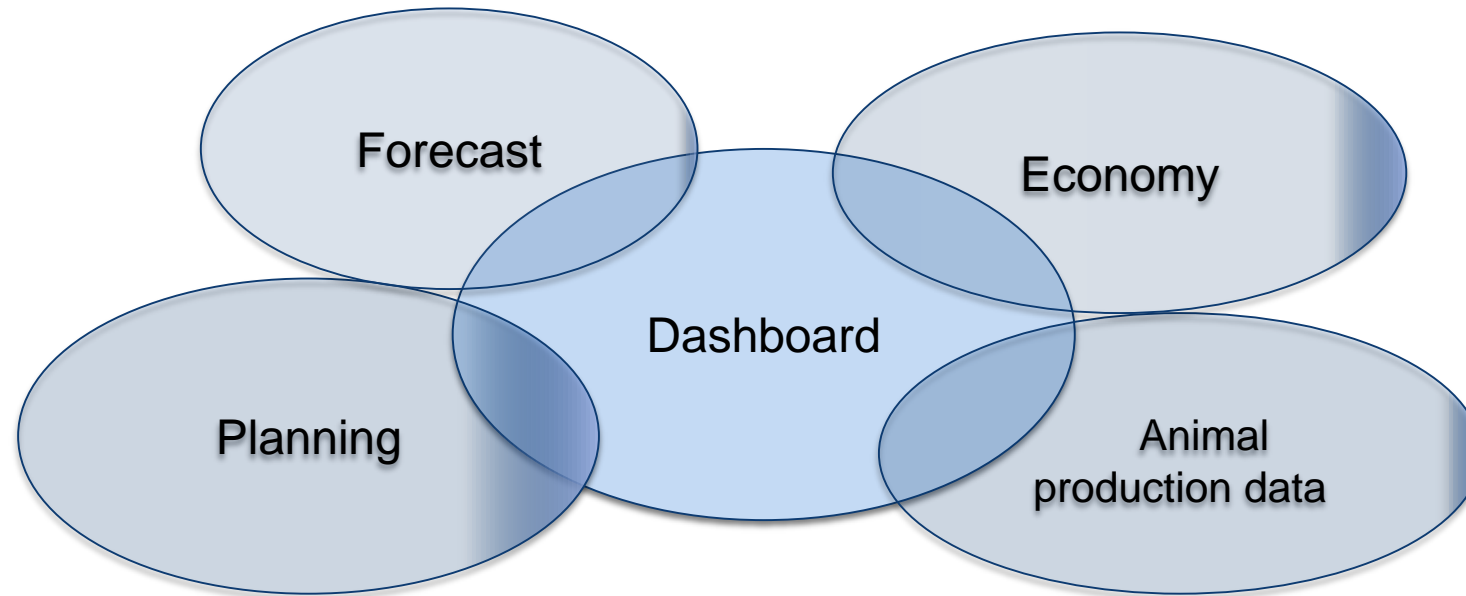 Forecast
Economy
Dashboard
Planning
Animal
production data